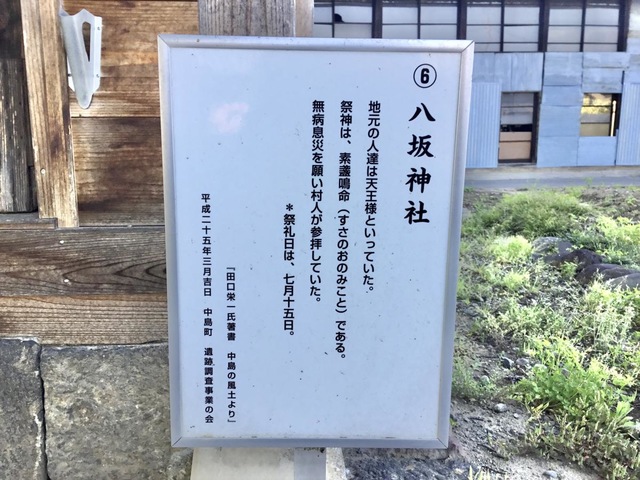 ⑥
八坂神社
地元の人達は天王様といっていた。
祭神は、素盞鳴命(すさのおのみこと)である。
無病息災を願い村人が参拝していた。
*祭礼日は、七月十五日。
『田口栄一氏著書 中島の風土より』
平成二十五年三月吉日 中島町 遺跡調査事業の会